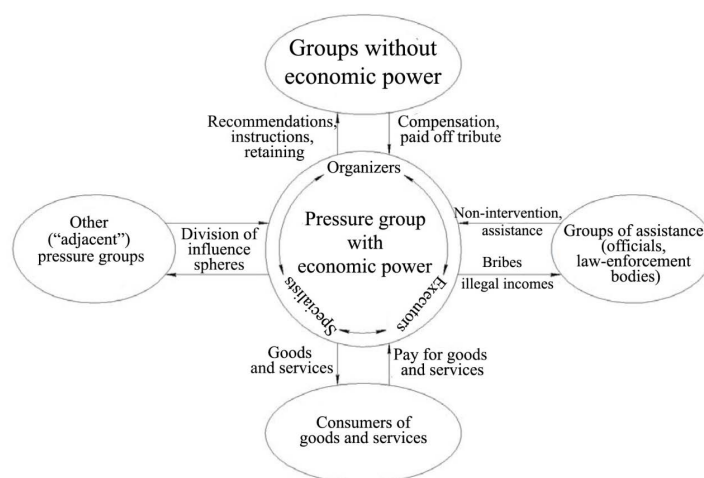 Groups without
economic power
Recommendations,
instructions,
retaining
Compensation,
paid off tribute
Organizers
Other
("adjacent")
pressure groups
Division of
influence
spheres
Pressure group
with
economic power
Non-intervention,
assistance
Bribes
illegal incomes
Groups of assistance
(officials,
law-enforcement
bodies)
Specialists
Executors
Goods
and services
Pay for goods
and services
Consumers of
goods and services